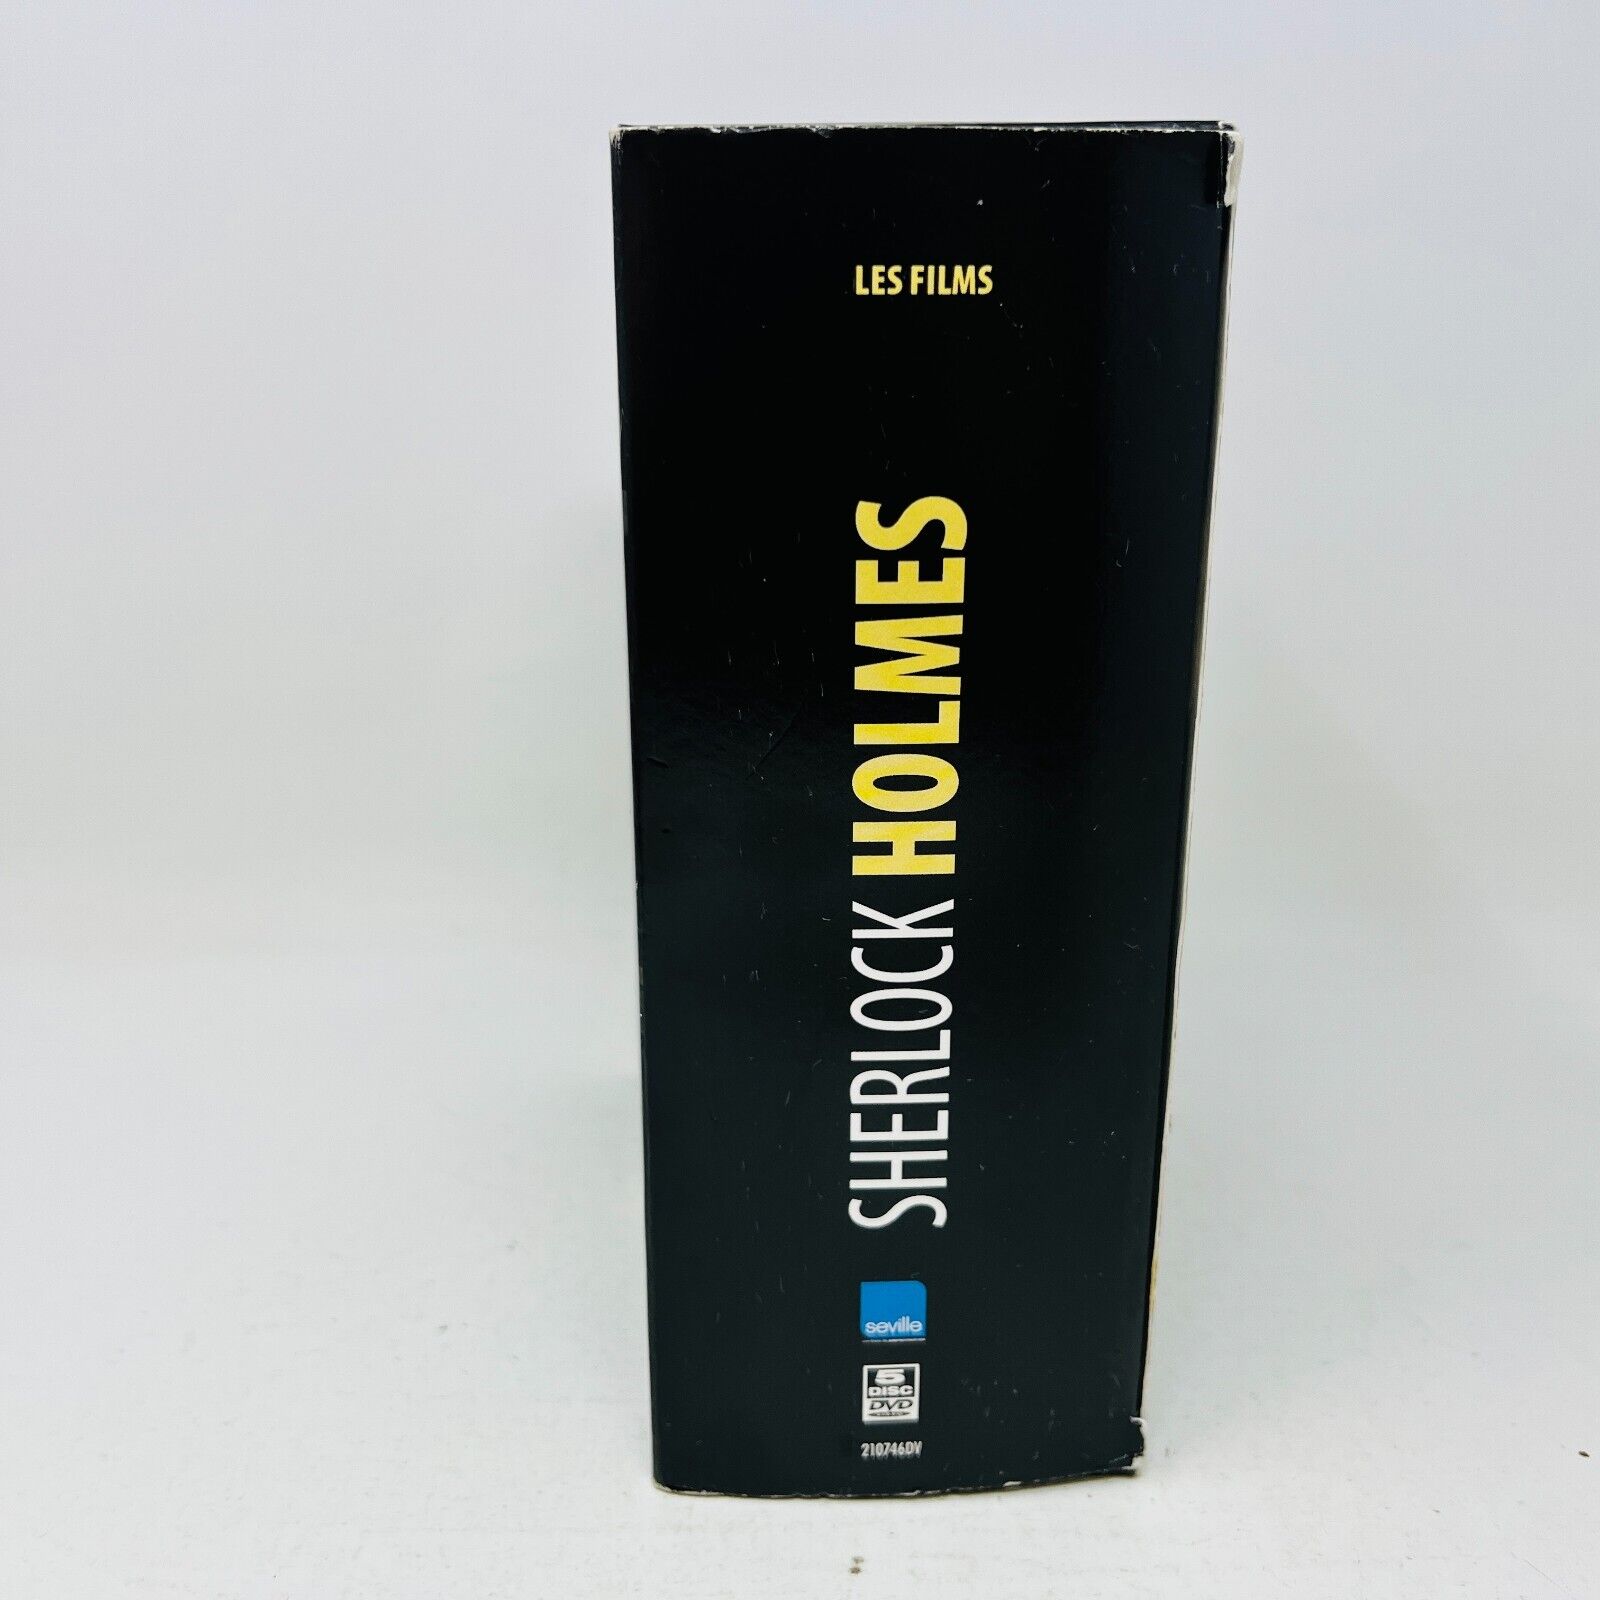 LES FILMS
SHERLOCK HOLMES
seville
5
DISC
DVD
210746DV